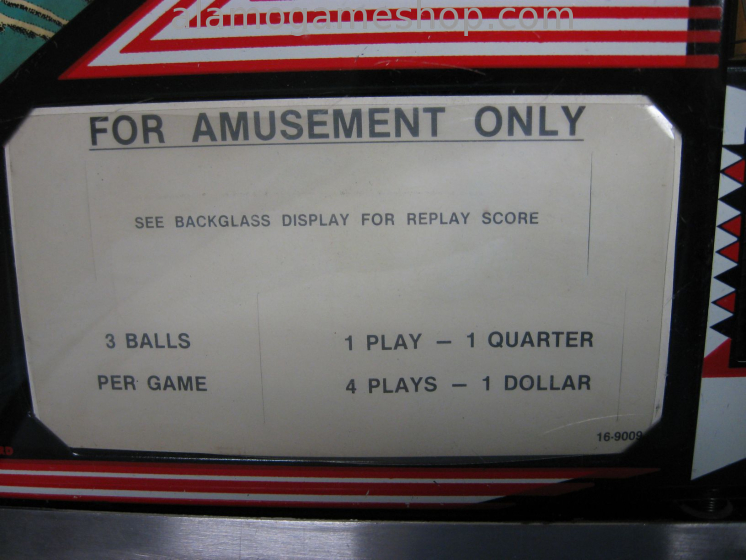 alamogameshop.com
FOR AMUSEMENT ONLY
SEE BACKGLASS DISPLAY FOR REPLAY SCORE
3 BALLS
PER GAME
1 PLAY — 1 QUARTER
4 PLAYS — 1 DOLLAR
16-9009